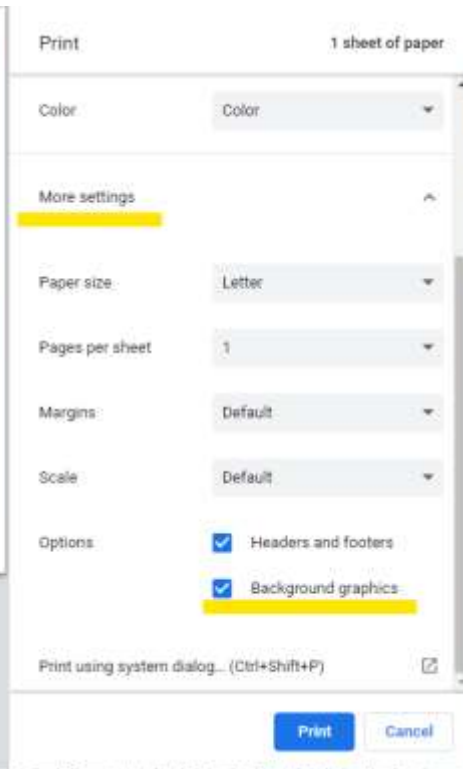 Print 1 sheet of paper
Color Color
More settings
Paper size Letter
Pages per sheet 1
Margins Default
Scale Default
Options Headers and footers
Background graphics
Print using system dialog... (Ctrl+Shift+P)
Print Cancel